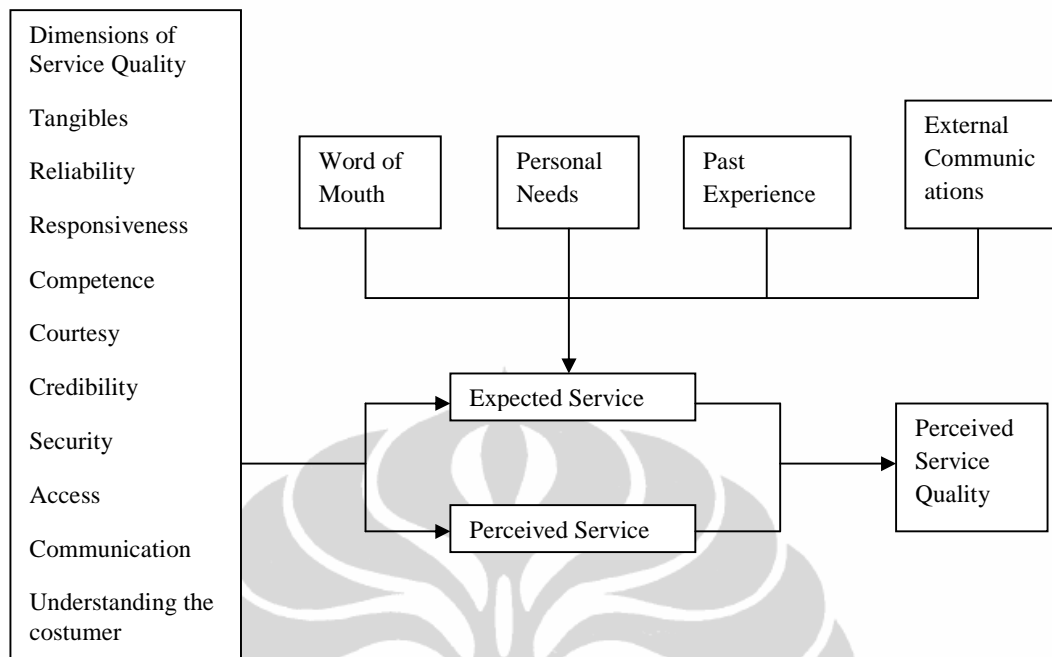 Dimensions of
Service Quality
Tangibles
Reliability
Responsiveness
Competence
Courtesy
Credibility
Security
Access
Communication
Understanding the
costumer
Word of
Mouth
Personal
Needs
Past
Experience
External
Communic
ations
Expected Service
Perceived Service
Perceived
Service
Quality